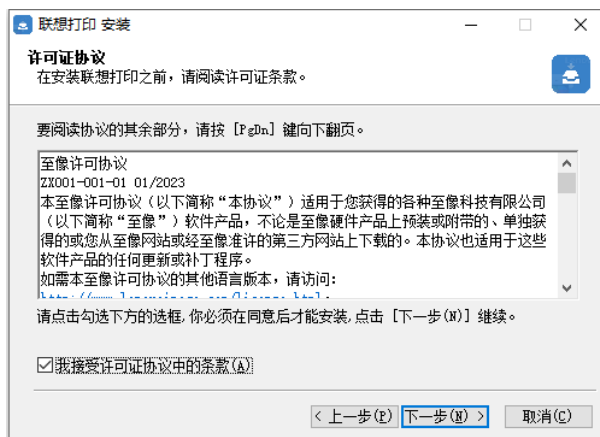 联想打印 安装
许可证协议
在安装联想打印之前，请阅读许可证条款。
要阅读协议的其余部分，请按 [PgDn] 键向下翻页。
至像许可协议
ZX001-001-01 01/2023
本至像许可协议（以下简称“本协议”）适用于您获得的各种至像科技有限公司
（以下简称“至像”）软件产品，不论是至像硬件产品上预装或附带的、单独获
得的或您从至像网站或经至像准许的第三方网站上下载的。本协议也适用于这些
软件产品的任何更新或补丁程序。
如需本至像许可协议的其他语言版本，请访问：
请点击勾选下方的选框,你必须在同意后才能安装,点击 [下一步(N)] 继续。
我接受许可证协议中的条款(A)
< 上一步(P) 下一步(N) > 取消(C)